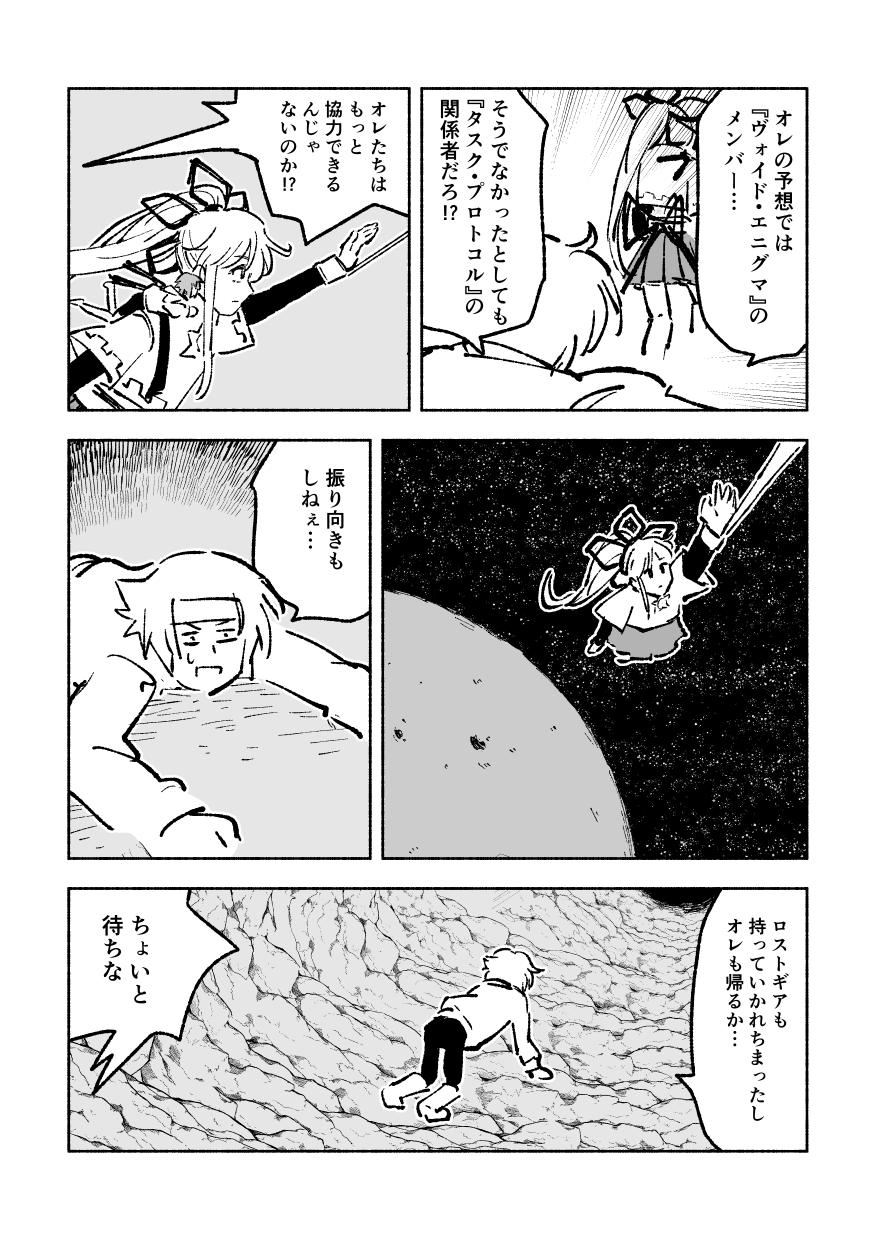 オレの予想では
『ヴォイド・エニグマ』の
メンバー…
そうでなかったとしても
『タスク・プロトコル』の
関係者だろ!?
オレたちは
もっと
協力できる
んじゃ
ないのか!?
振り向きも
しねぇ…
ロストギアも
持っていかれちまったし
オレも帰るか…
ちょいと
待ちな